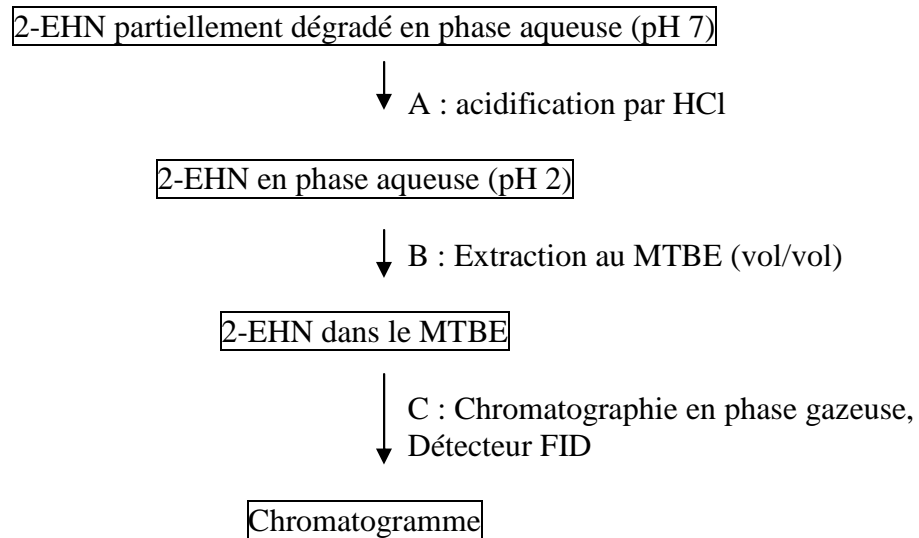 2-EHN partiellement dégradé en phase aqueuse (pH 7)
A : acidification par HCl
2-EHN en phase aqueuse (pH 2)
B : Extraction au MTBE (vol/vol)
2-EHN dans le MTBE
C : Chromatographie en phase gazeuse,
Détecteur FID
Chromatogramme